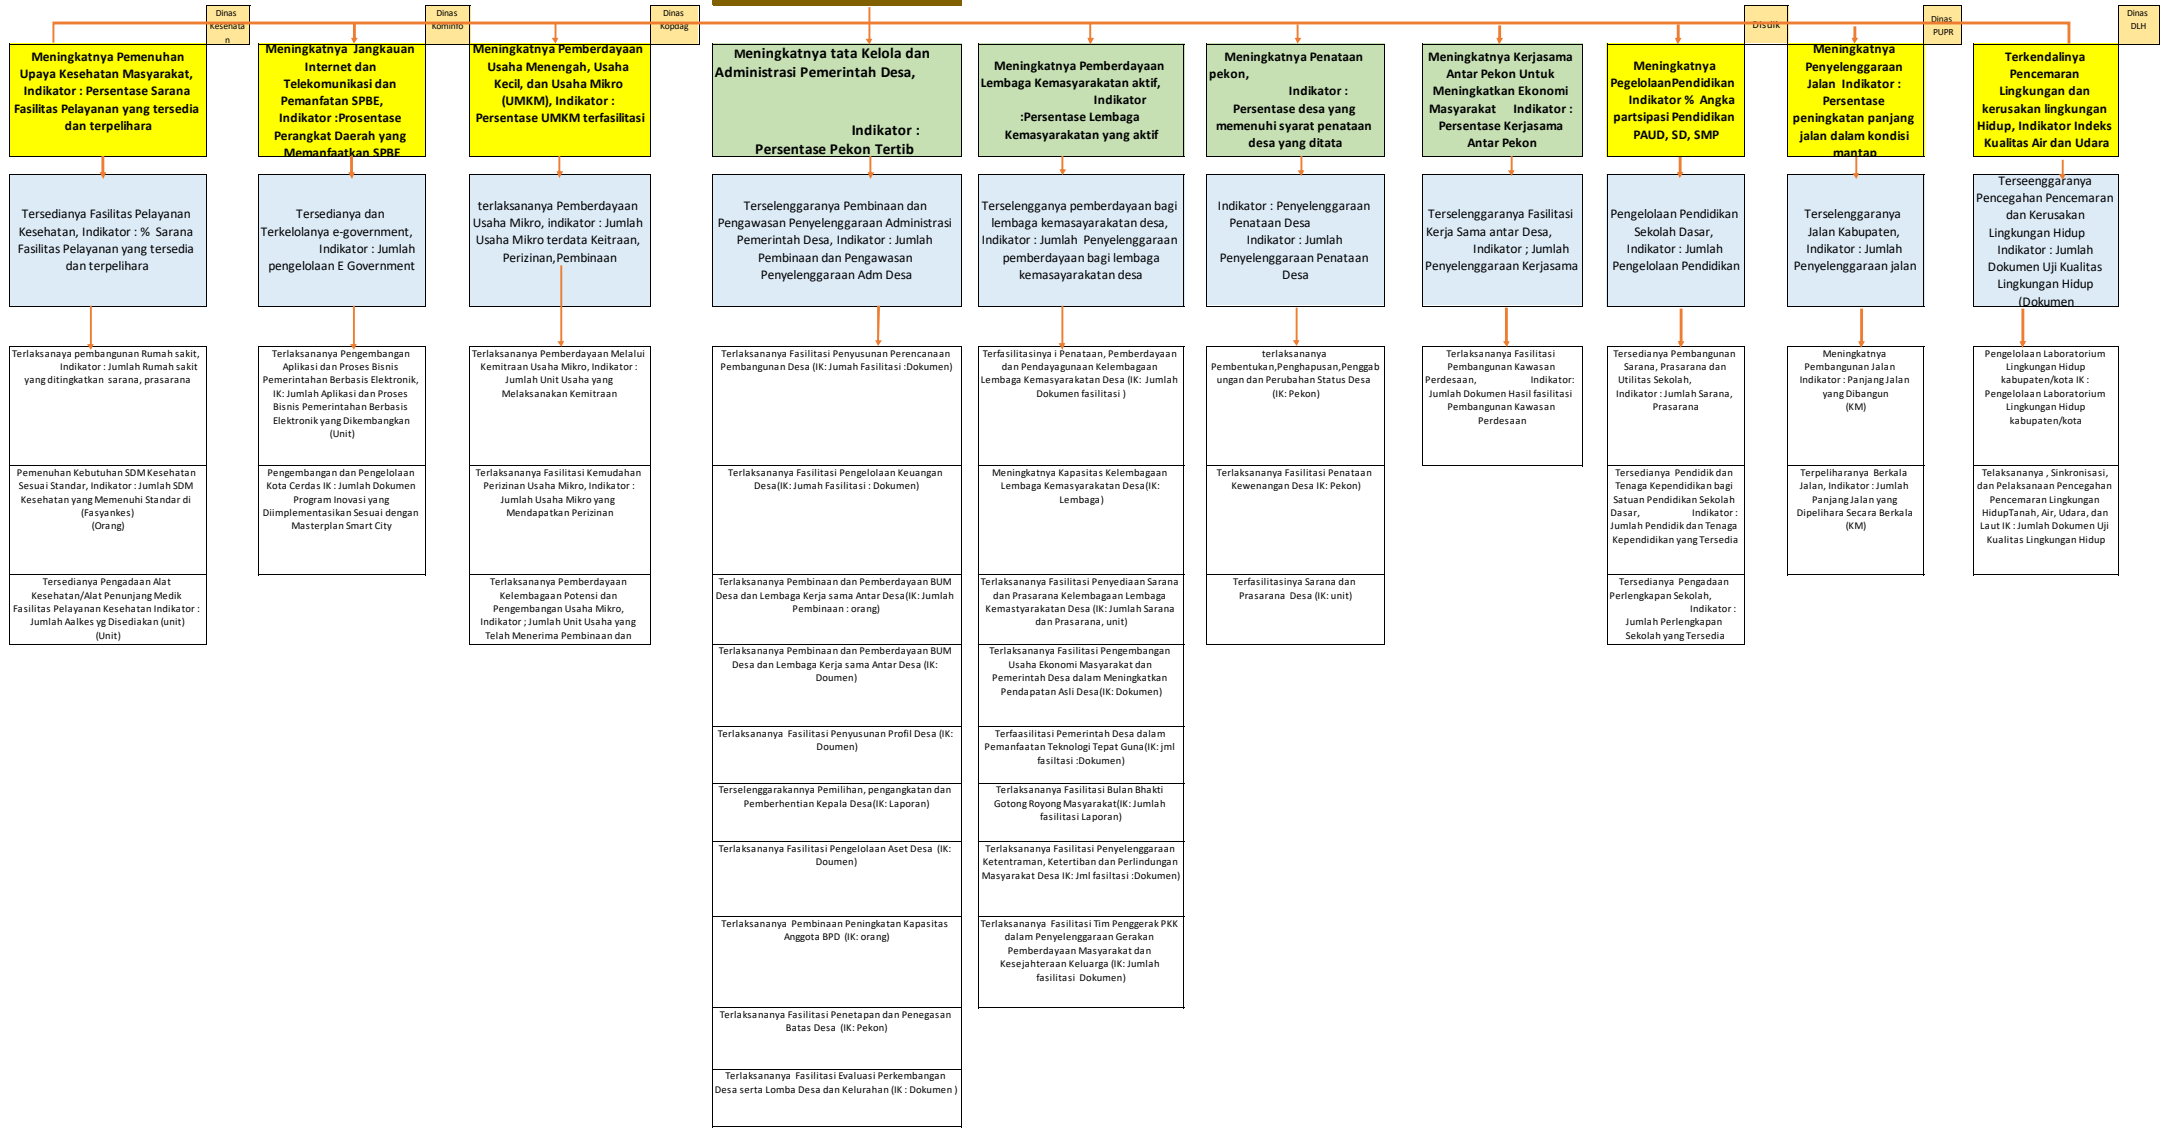 Dinas
Kesehata
n
Dinas
Kominfo
Dinas
Kopdag
Disdik
Dinas
PUPR
Dinas
DLH
Meningkatnya Pemenuhan
Upaya Kesehatan Masyarakat,
Indikator : Persentase Sarana
Fasilitas Pelayanan yang tersedia
dan terpelihara
Meningkatnya Jangkauan
Internet dan
Telekomunikasi dan
Pemanfatan SPBE,
Indikator :Prosentase
Perangkat Daerah yang
Memanfaatkan SPBE
Meningkatnya Pemberdayaan
Usaha Menengah, Usaha
Kecil, dan Usaha Mikro
(UMKM), Indikator :
Persentase UMKM terfasilitasi
Meningkatnya tata Kelola dan
Administrasi Pemerintah Desa,
Indikator :
Persentase Pekon Tertib
Meningkatnya Pemberdayaan
Lembaga Kemasyarakatan aktif,
Indikator
:Persentase Lembaga
Kemasyarakatan yang aktif
Meningkatnya Penataan
pekon,
Indikator :
Persentase desa yang
memenuhi syarat penataan
desa yang ditata
Meningkatnya Kerjasama
Antar Pekon Untuk
Meningkatkan Ekonomi
Masyarakat Indikator :
Persentase Kerjasama
Antar Pekon
Meningkatnya
PegelolaanPendidikan
Indikator % Angka
partsipasi Pendidikan
PAUD, SD, SMP
Meningkatnya
Penyelenggaraan
Jalan Indikator :
Persentase
peningkatan panjang
jalan dalam kondisi
mantap
Terkendalinya
Pencemaran
Lingkungan dan
kerusakan lingkungan
Hidup, Indikator Indeks
Kualitas Air dan Udara
Tersedianya Fasilitas Pelayanan
Kesehatan, Indikator : % Sarana
Fasilitas Pelayanan yang tersedia
dan terpelihara
Tersedianya dan
Terkelolanya e-government,
Indikator : Jumlah
pengelolaan E Government
terlaksananya Pemberdayaan
Usaha Mikro, indikator : Jumlah
Usaha Mikro terdata Keitraan,
Perizinan,Pembinaan
Terselenggaranya Pembinaan dan
Pengawasan Penyelenggaraan Administrasi
Pemerintah Desa, Indikator : Jumlah
Pembinaan dan Pengawasan
Penyelenggaraan Adm Desa
Terselengganya pemberdayaan bagi
lembaga kemasayarakatan desa,
Indikator : Jumlah Penyelenggaraan
pemberdayaan bagi lembaga
kemasayarakatan desa
Indikator : Penyelenggaraan
Penataan Desa
Indikator : Jumlah
Penyelenggaraan Penataan
Desa
Terselenggaranya Fasilitasi
Kerja Sama antar Desa,
Indikator ; Jumlah
Penyelenggaraan Kerjasama
Pengelolaan Pendidikan
Sekolah Dasar,
Indikator : Jumlah
Pengelolaan Pendidikan
Terselenggaranya
Jalan Kabupaten,
Indikator : Jumlah
Penyelenggaraan jalan
Terseenggaranya
Pencegahan Pencemaran
dan Kerusakan
Lingkungan Hidup
Indikator : Jumlah
Dokumen Uji Kualitas
Lingkungan Hidup
(Dokumen
Terlaksanaya pembangunan Rumah sakit,
Indikator : Jumlah Rumah sakit
yang ditingkatkan sarana, prasarana
Pemenuhan Kebutuhan SDM Kesehatan
Sesuai Standar, Indikator : Jumlah SDM
Kesehatan yang Memenuhi Standar di
(Fasyankes)
(Orang)
Tersedianya Pengadaan Alat
Kesehatan/Alat Penunjang Medik
Fasilitas Pelayanan Kesehatan Indikator :
Jumlah Aalkes yg Disediakan (unit)
(Unit)
Terlaksananya Pengembangan
Aplikasi dan Proses Bisnis
Pemerintahan Berbasis Elektronik,
IK: Jumlah Aplikasi dan Proses
Bisnis Pemerintahan Berbasis
Elektronik yang Dikembangkan
(Unit)
Pengembangan dan Pengelolaan
Kota Cerdas IK : Jumlah Dokumen
Program Inovasi yang
Diimplementasikan Sesuai dengan
Masterplan Smart City
Terlaksananya Pemberdayaan Melalui
Kemitraan Usaha Mikro, Indikator :
Jumlah Unit Usaha yang
Melaksanakan Kemitraan
Terlaksananya Fasilitasi Kemudahan
Perizinan Usaha Mikro, Indikator :
Jumlah Usaha Mikro yang
Mendapatkan Perizinan
Terlaksananya Pemberdayaan
Kelembagaan Potensi dan
Pengembangan Usaha Mikro,
Indikator ; Jumlah Unit Usaha yang
Telah Menerima Pembinaan dan
Terlaksananya Fasilitasi Penyusunan Perencanaan
Pembangunan Desa (IK: Jumah Fasilitasi :Dokumen)
Terlaksananya Fasilitasi Pengelolaan Keuangan
Desa(IK: Jumah Fasilitasi : Dokumen)
Terlaksananya Pembinaan dan Pemberdayaan BUM
Desa dan Lembaga Kerja sama Antar Desa(IK: Jumlah
Pembinaan : orang)
Terlaksananya Pembinaan dan Pemberdayaan BUM
Desa dan Lembaga Kerja sama Antar Desa (IK:
Doumen)
Terlaksananya Fasilitasi Penyusunan Profil Desa (IK:
Doumen)
Terselenggarakannya Pemilihan, pengangkatan dan
Pemberhentian Kepala Desa(IK: Laporan)
Terlaksananya Fasilitasi Pengelolaan Aset Desa (IK:
Doumen)
Terlaksananya Pembinaan Peningkatan Kapasitas
Anggota BPD (IK: orang)
Terlaksananya Fasilitasi Penetapan dan Penegasan
Batas Desa (IK: Pekon)
Terlaksananya Fasilitasi Evaluasi Perkembangan
Desa serta Lomba Desa dan Kelurahan (IK : Dokumen )
Terfasilitasinya i Penataan, Pemberdayaan
dan Pendayagunaan Kelembagaan
Lembaga Kemasyarakatan Desa (IK: Jumlah
Dokumen fasilitasi )
Meningkatnya Kapasitas Kelembagaan
Lembaga Kemasyarakatan Desa(IK:
Lembaga)
Terlaksananya Fasilitasi Penyediaan Sarana
dan Prasarana Kelembagaan Lembaga
Kemastyarakatan Desa (IK: Jumlah Sarana
dan Prasarana, unit)
Terlaksananya Fasilitasi Pengembangan
Usaha Ekonomi Masyarakat dan
Pemerintah Desa dalam Meningkatkan
Pendapatan Asli Desa(IK: Dokumen)
Terfaasilitasi Pemerintah Desa dalam
Pemanfaatan Teknologi Tepat Guna(IK: jml
fasiltasi :Dokumen)
Terlaksananya Fasilitasi Bulan Bhakti
Gotong Royong Masyarakat(IK: Jumlah
fasilitasi Laporan)
Terlaksananya Fasilitasi Penyelenggaraan
Ketentraman, Ketertiban dan Perlindungan
Masyarakat Desa IK: Jml fasiltasi :Dokumen)
Terlaksananya Fasilitasi Tim Penggerak PKK
dalam Penyelenggaraan Gerakan
Pemberdayaan Masyarakat dan
Kesejahteraan Keluarga (IK: Jumlah
fasilitasi Dokumen)
terlaksananya
Pembentukan,Penghapusan,Penggab
ungan dan Perubahan Status Desa
(IK: Pekon)
Terlaksananya Fasilitasi Penataan
Kewenangan Desa IK: Pekon)
Terfasilitasinya Sarana dan
Prasarana Desa (IK: unit)
Terlaksananya Fasilitasi
Pembangunan Kawasan
Perdesaan, Indikator:
Jumlah Dokumen Hasil fasilitasi
Pembangunan Kawasan
Perdesaan
Tersedianya Pembangunan
Sarana, Prasarana dan
Utilitas Sekolah,
Indikator : Jumlah Sarana,
Prasarana
Tersedianya Pendidik dan
Tenaga Kependidikan bagi
Satuan Pendidikan Sekolah
Dasar, Indikator :
Jumlah Pendidik dan Tenaga
Kependidikan yang Tersedia
Tersedianya Pengadaan
Perlengkapan Sekolah,
Indikator :
Jumlah Perlengkapan
Sekolah yang Tersedia
Meningkatnya
Pembangunan Jalan
Indikator : Panjang Jalan
yang Dibangun
(KM)
Terpeliharanya Berkala
Jalan, Indikator : Jumlah
Panjang Jalan yang
Dipelihara Secara Berkala
(KM)
Pengelolaan Laboratorium
Lingkungan Hidup
kabupaten/kota IK :
Pengelolaan Laboratorium
Lingkungan Hidup
kabupaten/kota
Telaksananya , Sinkronisasi,
dan Pelaksanaan Pencegahan
Pencemaran Lingkungan
HidupTanah, Air, Udara, dan
Laut IK : Jumlah Dokumen Uji
Kualitas Lingkungan Hidup